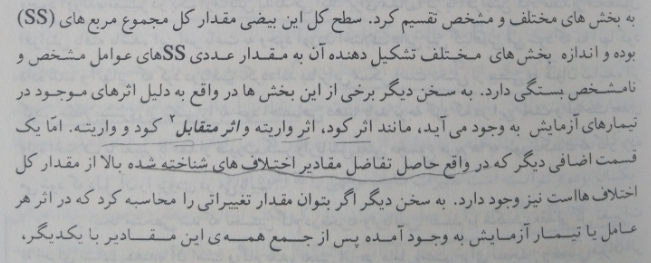 به بخش های مختلف و مشخص تقسیم کرد. سطح کل این بیضی مقدار کل مجموع مربع های (SS)
بوده و اندازه بخش های مختلف تشکیل دهنده آن به مقدار عددی SSهای عوامل مشخص و
نامشخص بستگی دارد. به سخن دیگر برخی از این بخش ها در واقع به دلیل اثرهای موجود در
تیمارهای آزمایش به وجود می آید، مانند اثر کود، اثر واریته و اثر متقابل۲ کود و واریته. امّا یک
قسمت اضافی دیگر که در واقع حاصل تفاضل مقادیر اختلاف های شناخته شده بالا از مقدار کل
اختلاف هااست نیز وجود دارد. به سخن دیگر اگر بتوان مقدار تغییراتی را محاسبه کرد که در اثر هر
عامل یا تیمار آزمایش به وجود آمده پس از جمع همه‌ی این مقادیر با یکدیگر،